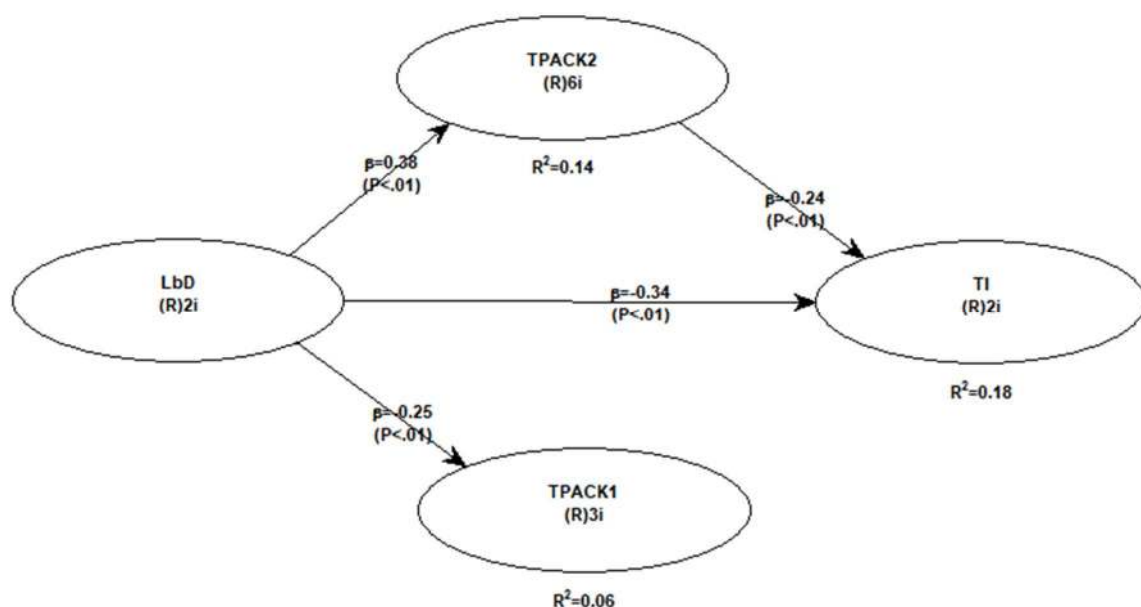 TPACK2
(R)6i
R²=0.14
β=0.38
(P<.01)
β=-0.24
(P<.01)
LbD
(R)2i
β=-0.34
(P<.01)
TI
(R)2i
R²=0.18
β=-0.25
(P<.01)
TPACK1
(R)3i
R²=0.06